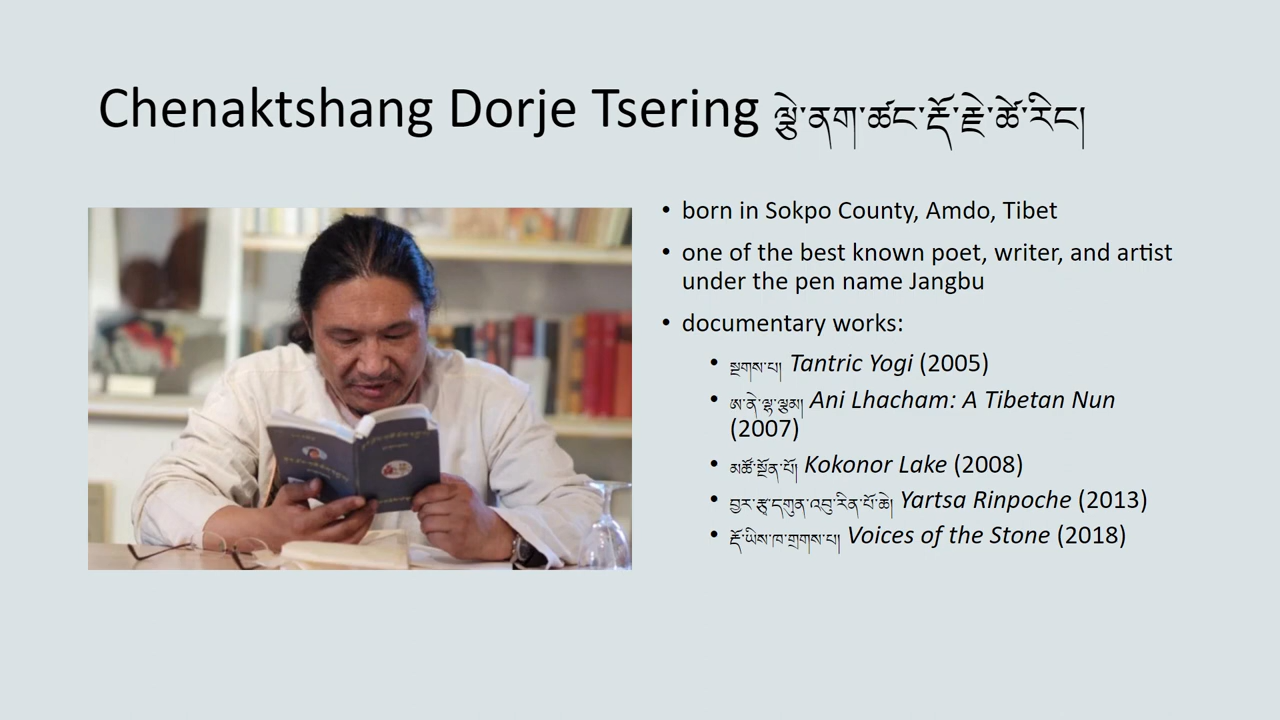 Chenaktshang Dorje Tsering ལྕེ་ནག་ཚང་རྡོ་རྗེ་ཚེ་རིང།
• born in Sokpo County, Amdo, Tibet
• one of the best known poet, writer, and artist
under the pen name Jangbu
• documentary works:
• སྔགས་པ། Tantric Yogi (2005)
• ཨ་ནེ་ལྷ་ལྕམ། Ani Lhacham: A Tibetan Nun
(2007)
• མཚོ་སྔོན་པོ། Kokonor Lake (2008)
• དབྱར་རྩྭ་དགུན་འབུ་རིན་པོ་ཆེ། Yartsa Rinpoche (2013)
• རྡོ་ཡིས་ཁ་གྲགས་པ། Voices of the Stone (2018)